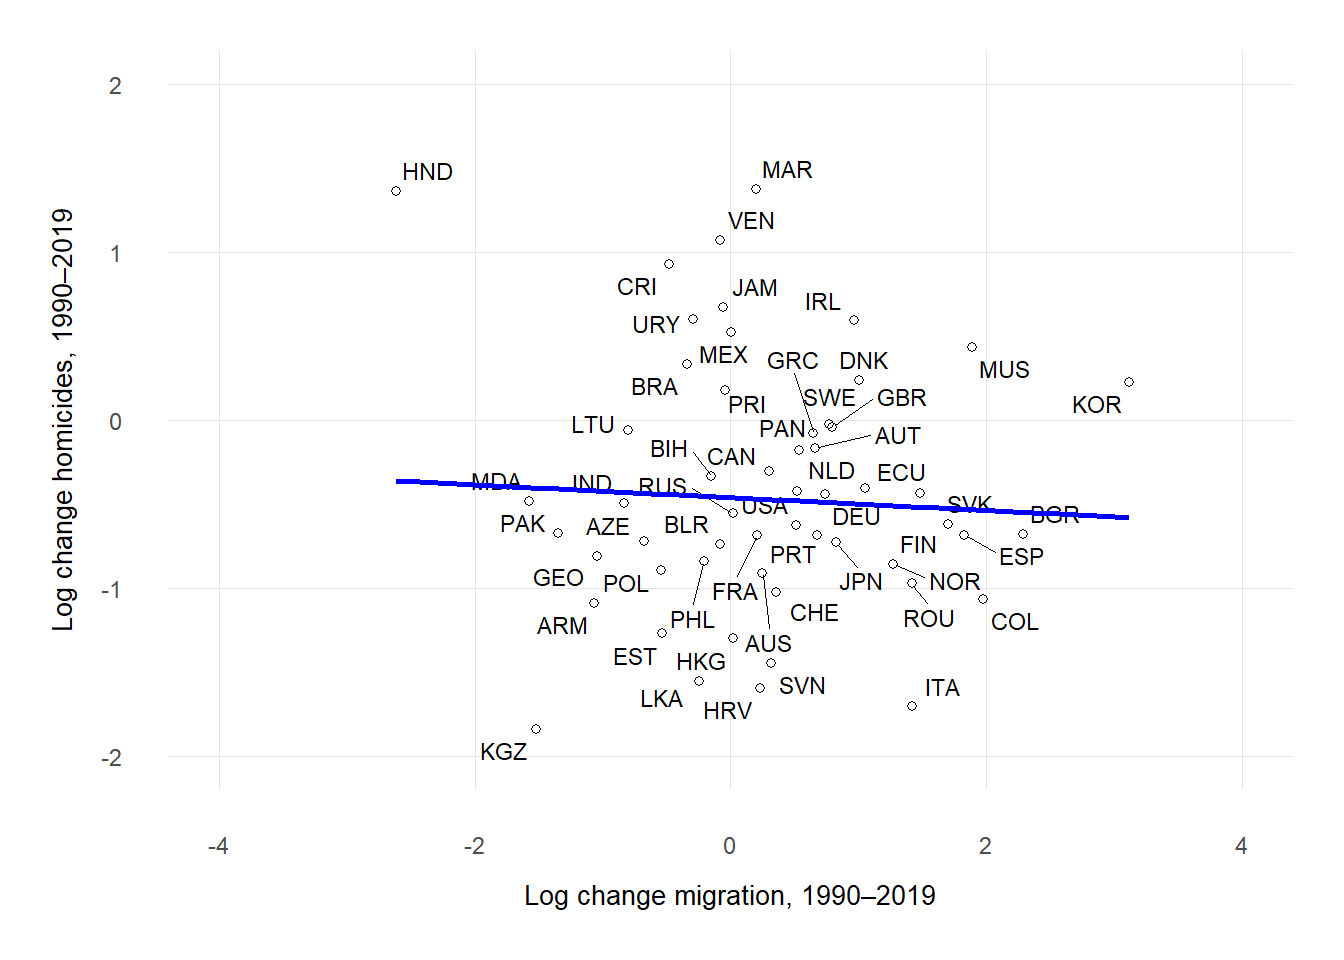 2
HND
MAR
VEN
1
CRI
JAM
IRL
URY
MEX
GRC
DNK
MUS
BRA
SWE
GBR
PRI
KOR
0
LTU
PAN
AUT
BIH
CAN
NLD
ECU
MDA
IND
RUS
USA
SVK
PAK
AZE
BLR
DEU
BGR
FIN
PRT
ESP
GEO
POL
JPN
NOR
-1
FRA
CHE
ARM
PHL
ROU
COL
AUS
EST
HKG
SVN
ITA
LKA
HRV
KGZ
-2
-4
-2
0
2
4
Log change migration, 1990–2019
Log change homicides, 1990–2019